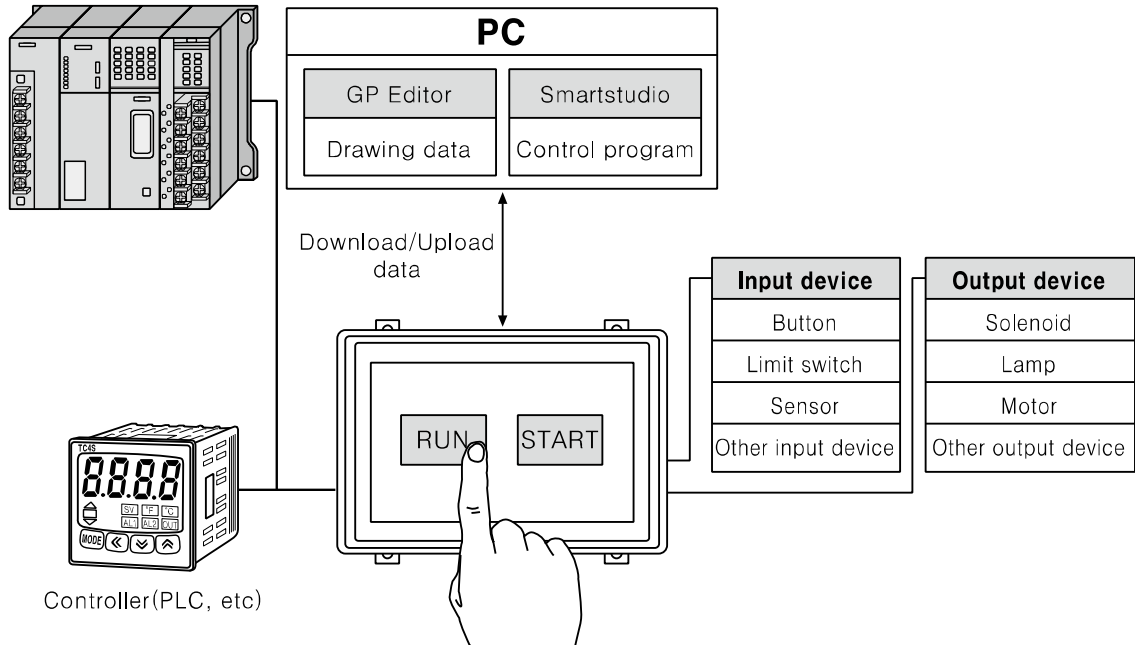 PC
GP Editor
Smartstudio
Drawing data
Control program
Download/Upload
data
Input device
Button
Limit switch
Sensor
Other input device
Output device
Solenoid
Lamp
Motor
Other output device
RUN
START
TC4S
8.8.8.8
SV °F °C
AL1 AL2 OUT
MODE
Controller(PLC, etc)